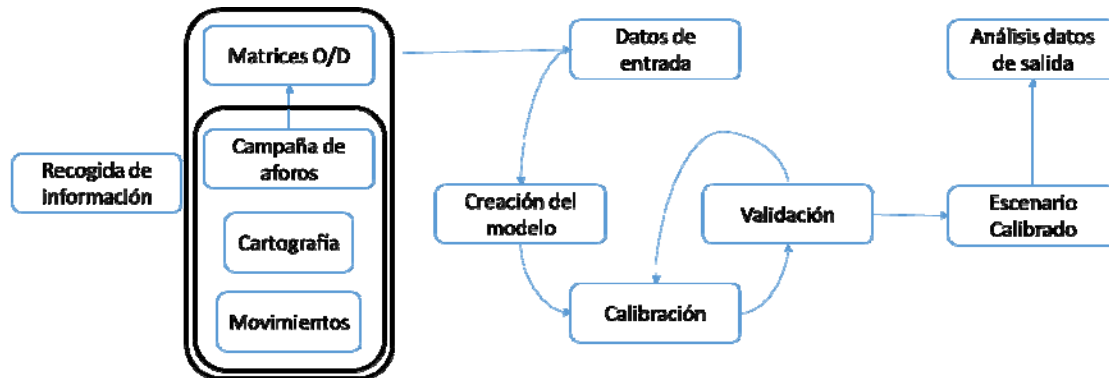 Recogida de
información
Matrices O/D
Campaña de
aforos
Cartografía
Movimientos
Datos de
entrada
Creación del
modelo
Calibración
Validación
Escenario
Calibrado
Análisis datos
de salida